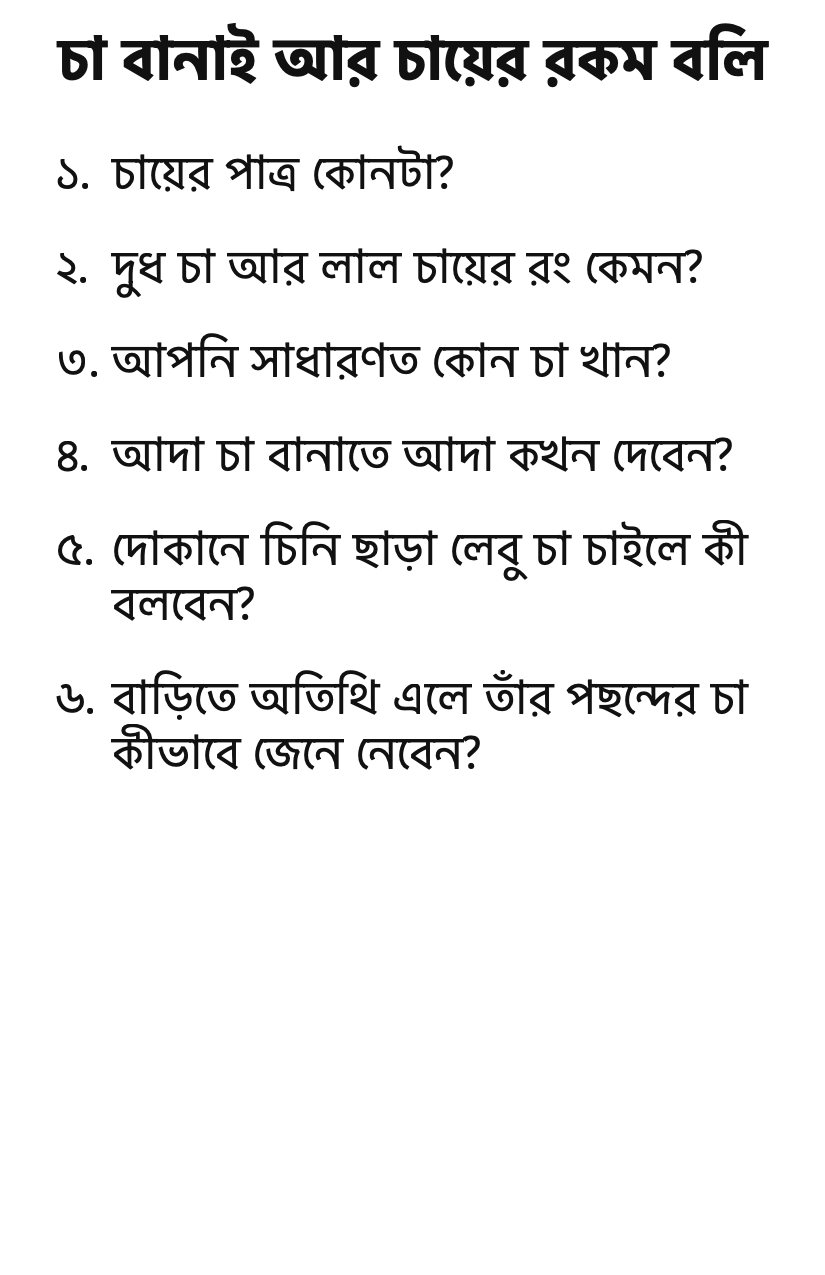 চা বানাই আর চায়ের রকম বলি
১. চায়ের পাত্র কোনটা?
২. দুধ চা আর লাল চায়ের রং কেমন?
৩. আপনি সাধারণত কোন চা খান?
৪. আদা চা বানাতে আদা কখন দেবেন?
৫. দোকানে চিনি ছাড়া লেবু চা চাইলে কী
বলবেন?
৬. বাড়িতে অতিথি এলে তাঁর পছন্দের চা
কীভাবে জেনে নেবেন?